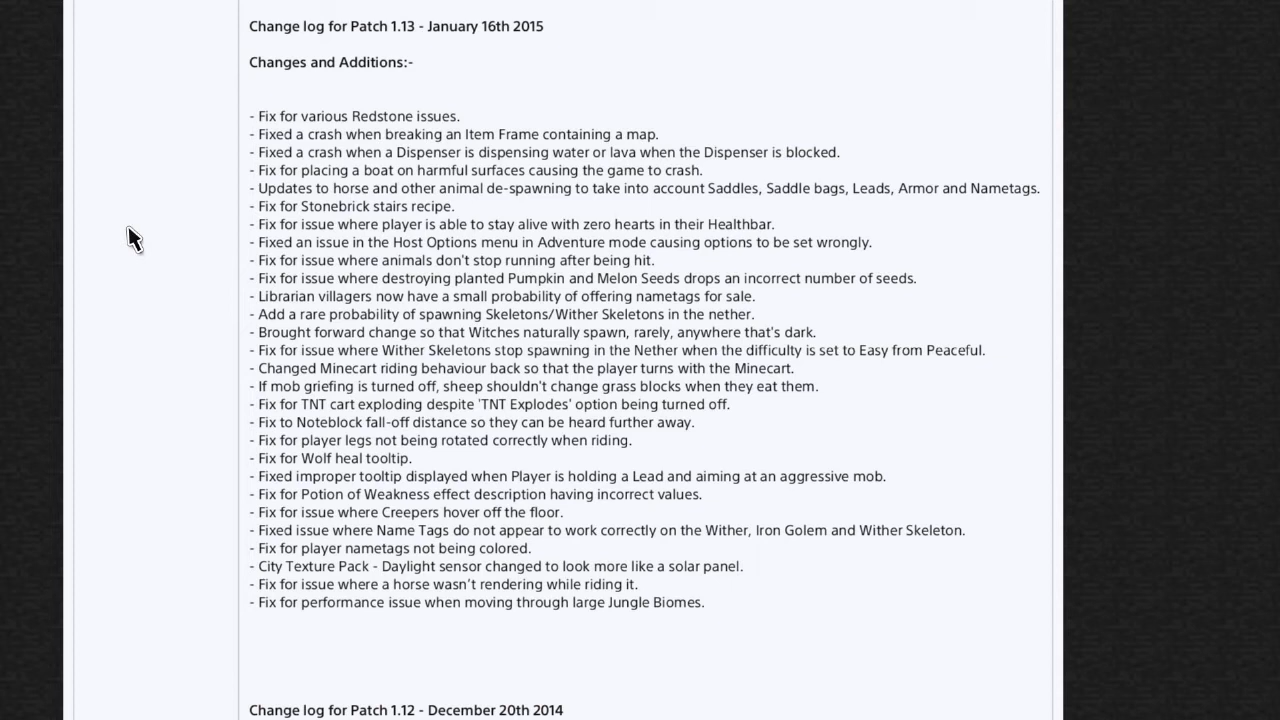 Change log for Patch 1.13 - January 16th 2015
Changes and Additions:-
- Fix for various Redstone issues.
- Fixed a crash when breaking an Item Frame containing a map.
- Fixed a crash when a Dispenser is dispensing water or lava when the Dispenser is blocked.
- Fix for placing a boat on harmful surfaces causing the game to crash.
- Updates to horse and other animal de-spawning to take into account Saddles, Saddle bags, Leads, Armor and Nametags.
- Fix for Stonebrick stairs recipe.
- Fix for issue where player is able to stay alive with zero hearts in their Healthbar.
- Fixed an issue in the Host Options menu in Adventure mode causing options to be set wrongly.
- Fix for issue where animals don't stop running after being hit.
- Fix for issue where destroying planted Pumpkin and Melon Seeds drops an incorrect number of seeds.
- Librarian villagers now have a small probability of offering nametags for sale.
- Add a rare probability of spawning Skeletons/Wither Skeletons in the nether.
- Brought forward change so that Witches naturally spawn, rarely, anywhere that's dark.
- Fix for issue where Wither Skeletons stop spawning in the Nether when the difficulty is set to Easy from Peaceful.
- Changed Minecart riding behaviour back so that the player turns with the Minecart.
- If mob griefing is turned off, sheep shouldn't change grass blocks when they eat them.
- Fix for TNT cart exploding despite 'TNT Explodes' option being turned off.
- Fix to Noteblock fall-off distance so they can be heard further away.
- Fix for player legs not being rotated correctly when riding.
- Fix for Wolf heal tooltip.
- Fixed improper tooltip displayed when Player is holding a Lead and aiming at an aggressive mob.
- Fix for Potion of Weakness effect description having incorrect values.
- Fix for issue where Creepers hover off the floor.
- Fixed issue where Name Tags do not appear to work correctly on the Wither, Iron Golem and Wither Skeleton.
- Fix for player nametags not being colored.
- City Texture Pack - Daylight sensor changed to look more like a solar panel.
- Fix for issue where a horse wasn’t rendering while riding it.
- Fix for performance issue when moving through large Jungle Biomes.
Change log for Patch 1.12 - December 20th 2014